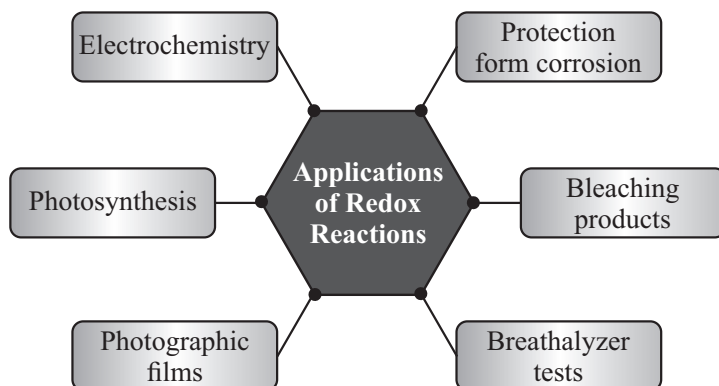 Electrochemistry
Protection
form corrosion
Photosynthesis
Applications
of Redox
Reactions
Bleaching
products
Photographic
films
Breathalyzer
tests